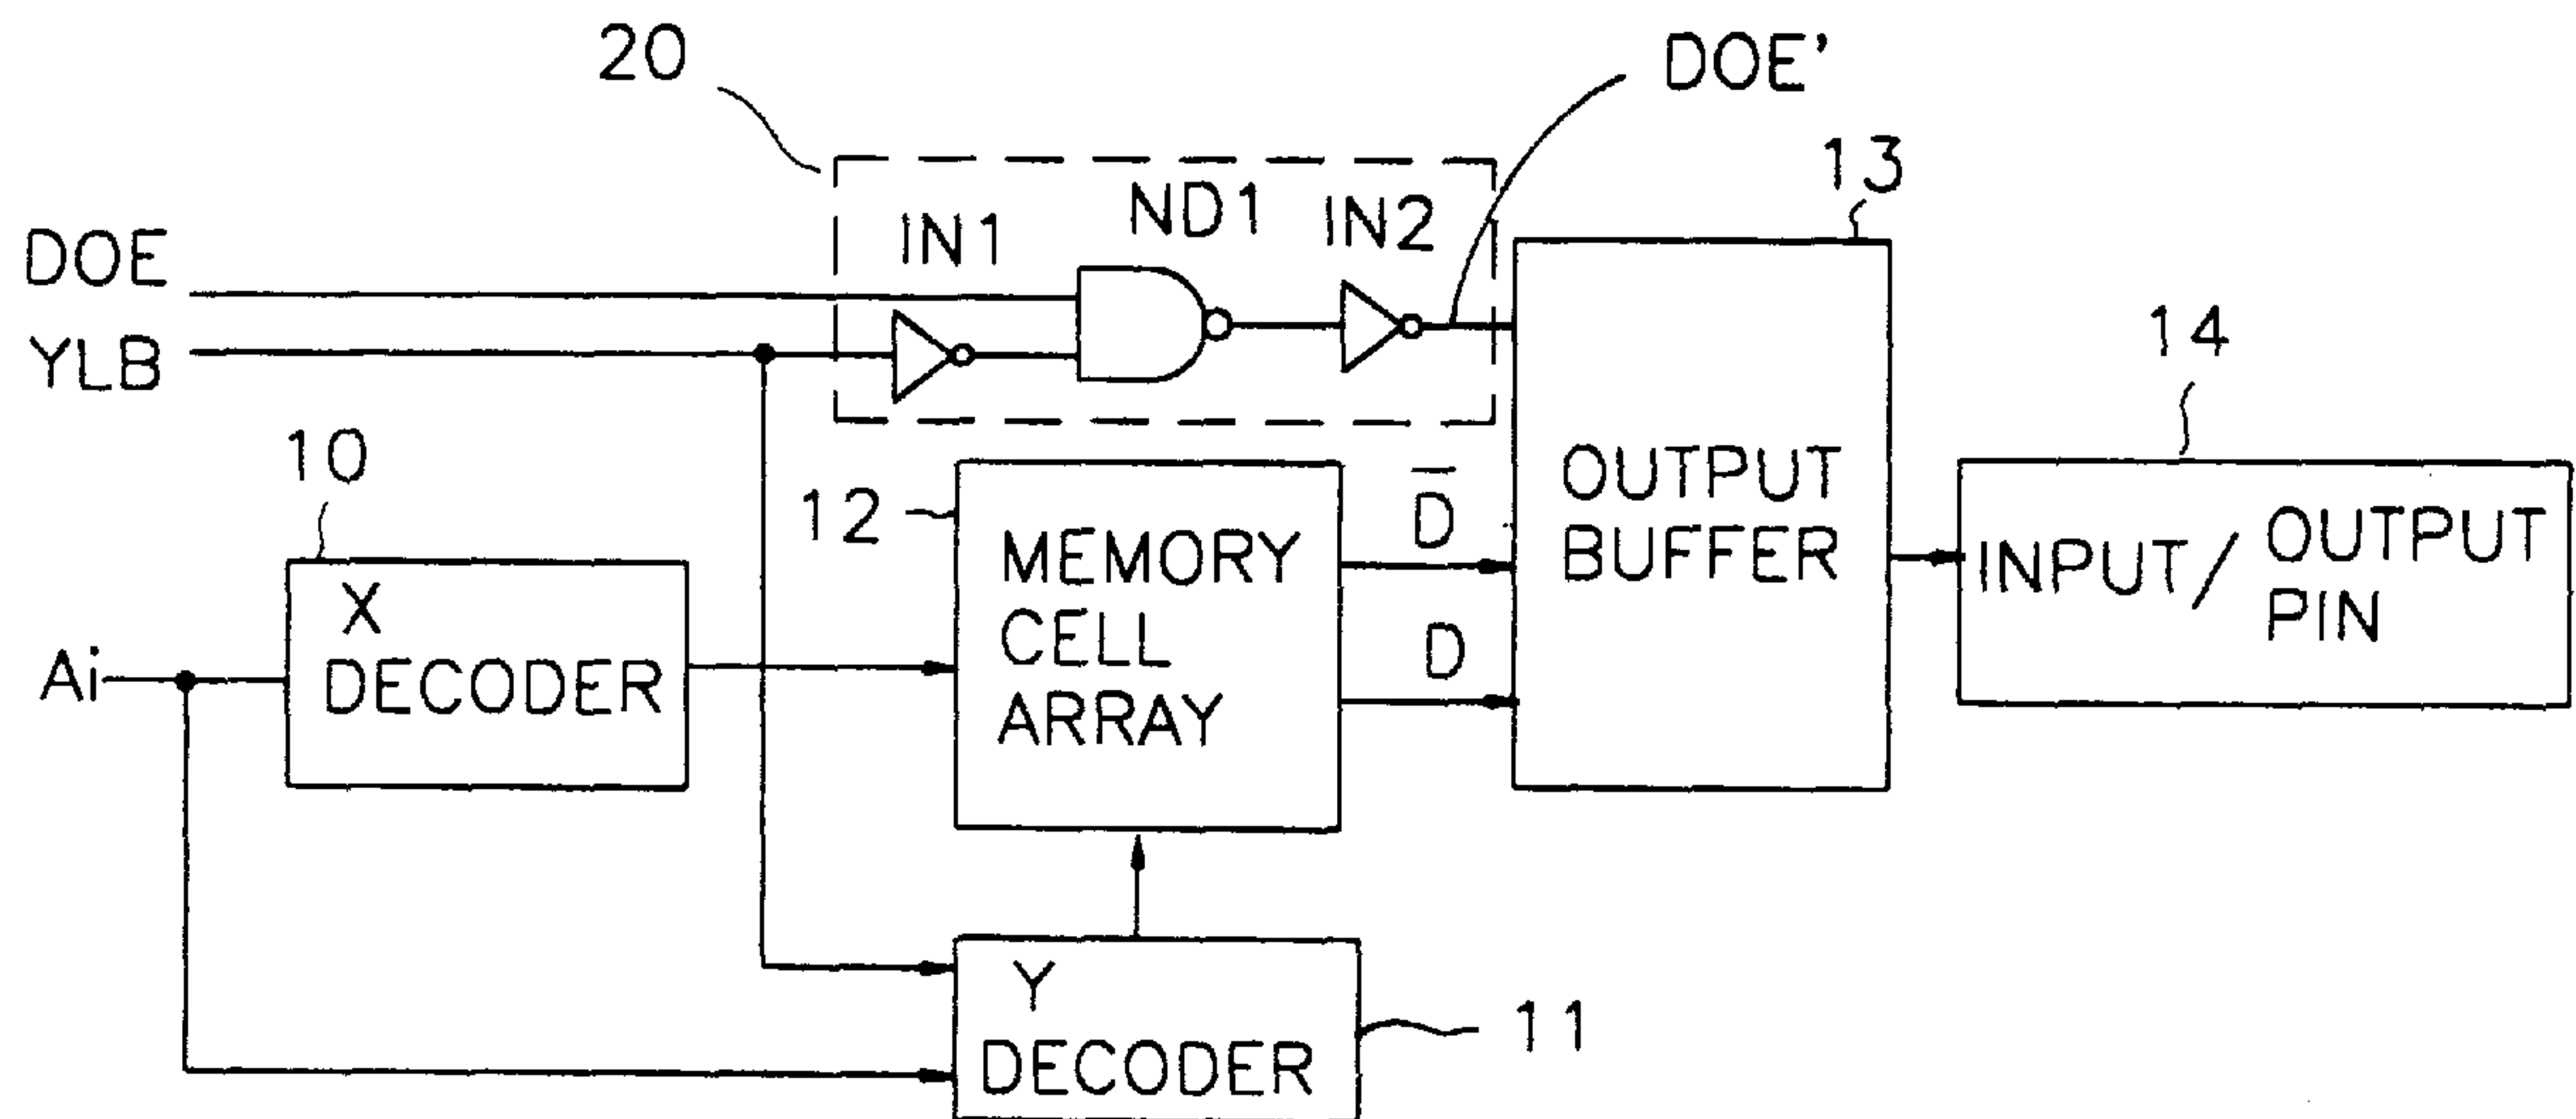 20
DOE'
13
ND1
IN1
IN2
DOE
YLB
14
10
12
X
DECODER
Ai
MEMORY
CELL
ARRAY
D̅
D
OUTPUT
BUFFER
INPUT/OUTPUT
PIN
Y
DECODER
11